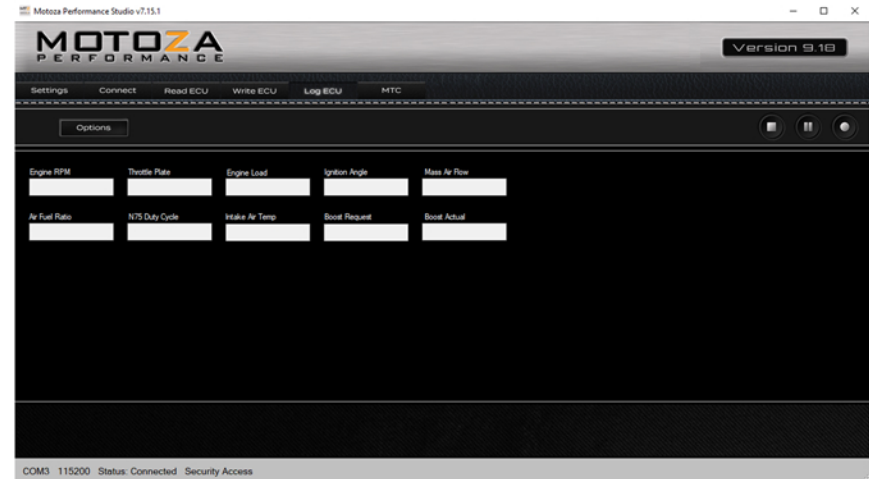 Motoza Performance Studio v7.15.1
MOTOZA
PERFORMANCE
Version 9.18
Settings Connect Read ECU Write ECU Log ECU MTC
Options
Engine RPM Throttle Plate Engine Load Ignition Angle Mass Air Flow
Air Fuel Ratio N75 Duty Cycle Intake Air Temp Boost Request Boost Actual
COM3 115200 Status: Connected Security Access